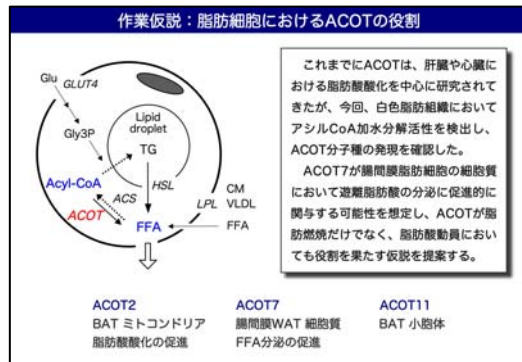 作業仮説：脂肪細胞におけるACOTの役割
Glu
GLUT4
Gly3P
Lipid
droplet
TG
Acyl-CoA
ACS
HSL
ACOT
FFA
LPL
CM
VLDL
FFA
これまでにACOTは、肝臓や心臓に
おける脂肪酸酸化を中心に研究されて
きたが、今回、白色脂肪組織において
アシルCoA加水分解活性を検出し、
ACOT分子種の発現を確認した。
ACOT7が腸間膜脂肪細胞の細胞質
において遊離脂肪酸の分泌に促進的に
関与する可能性を想定し、ACOTが脂
肪燃焼だけでなく、脂肪酸動員におい
ても役割を果たす仮説を提案する。
ACOT2
BAT ミトコンドリア
脂肪酸酸化の促進
ACOT7
腸間膜WAT 細胞質
FFA分泌の促進
ACOT11
BAT 小胞体